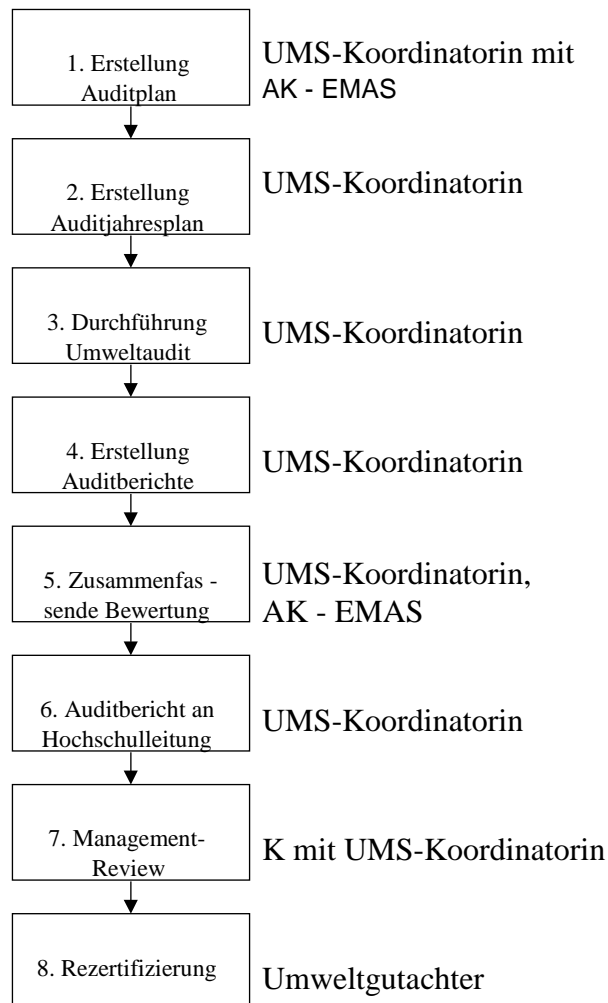 1. Erstellung
Auditplan
UMS-Koordinatorin mit
AK - EMAS
2. Erstellung
Auditjahresplan
UMS-Koordinatorin
3. Durchführung
Umweltaudit
UMS-Koordinatorin
4. Erstellung
Auditberichte
UMS-Koordinatorin
5. Zusammenfas -
sende Bewertung
UMS-Koordinatorin,
AK - EMAS
6. Auditbericht an
Hochschulleitung
UMS-Koordinatorin
7. Management-
Review
K mit UMS-Koordinatorin
8. Rezertifizierung
Umweltgutachter